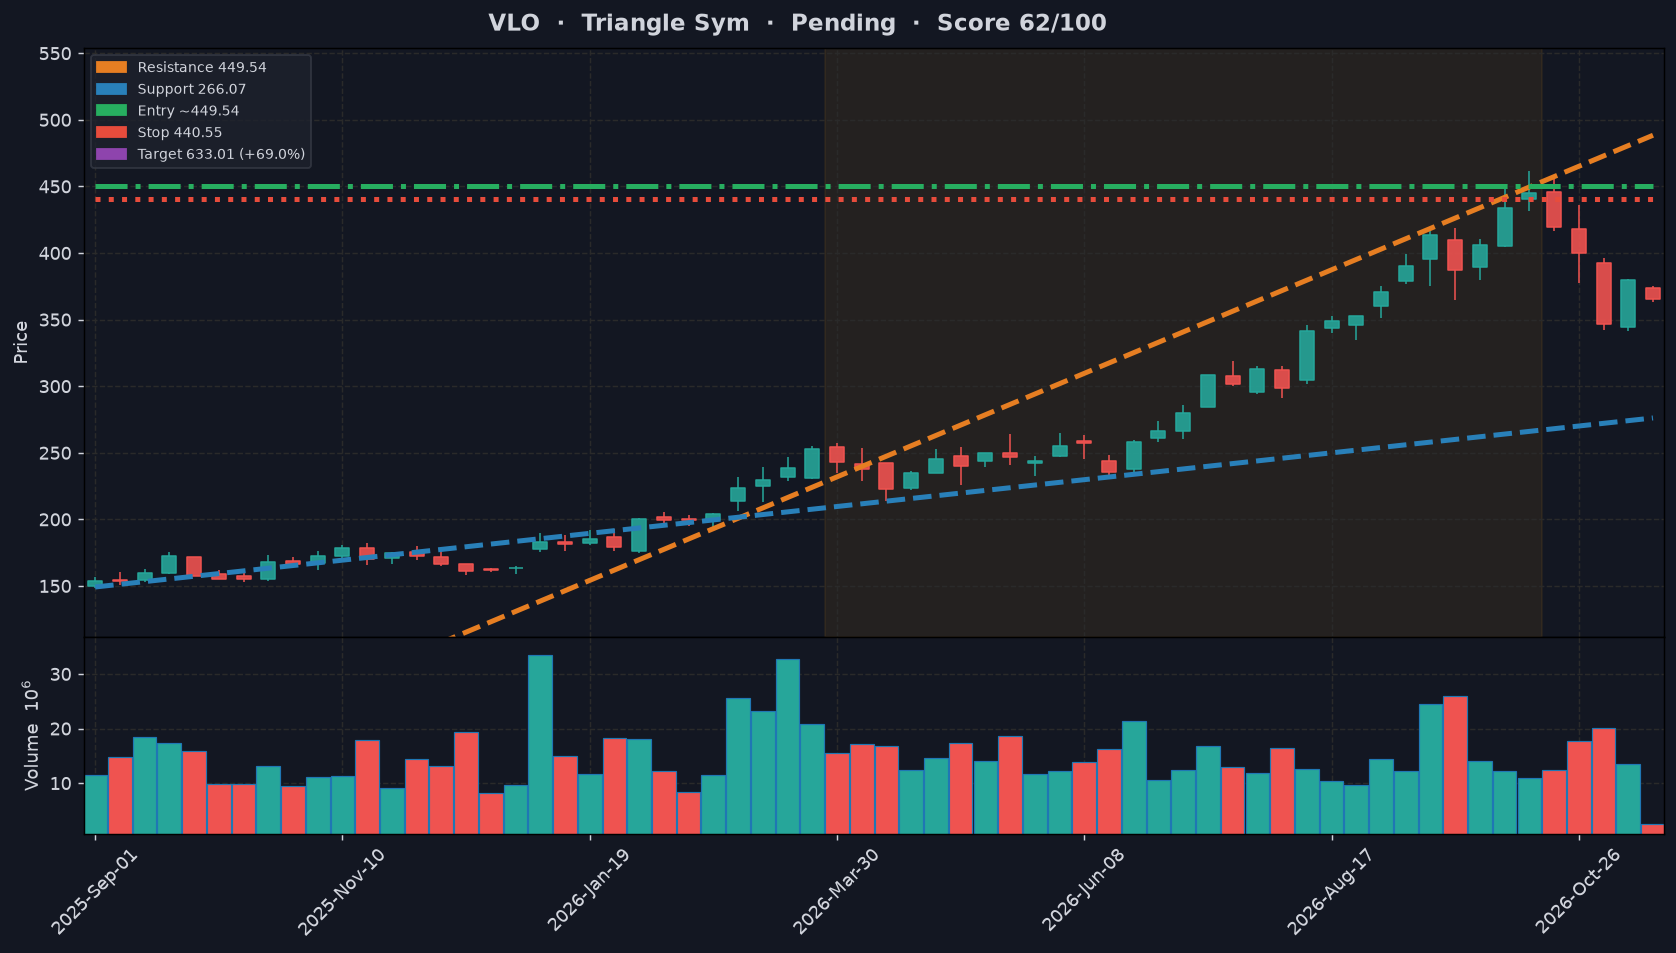 VLO · Triangle Sym · Pending · Score 62/100
550
500
450
400
350
300
250
200
150
Price
Resistance 449.54
Support 266.07
Entry ~449.54
Stop 440.55
Target 633.01 (+69.0%)
30
20
10
Volume 10⁶
2025-Sep-01
2025-Nov-10
2026-Jan-19
2026-Mar-30
2026-Jun-08
2026-Aug-17
2026-Oct-26